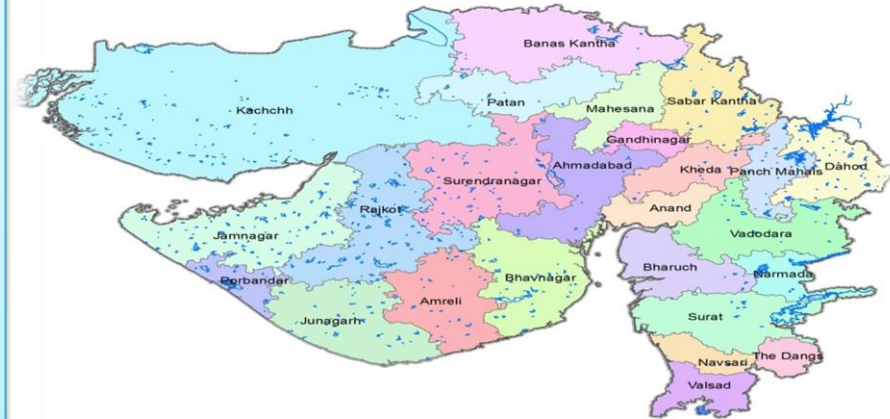 Banas Kantha
Patan
Mahesana
Sabar Kantha
Kachchh
Gandhinagar
Ahmadabad
Surendranagar
Kheda
Panch Mahals
Dahod
Rajkot
Anand
Jamnagar
Vadodara
Bharuch
Narmada
Porbandar
Bhavnagar
Amreli
Junagarh
Surat
Navsari
The Dangs
Valsad